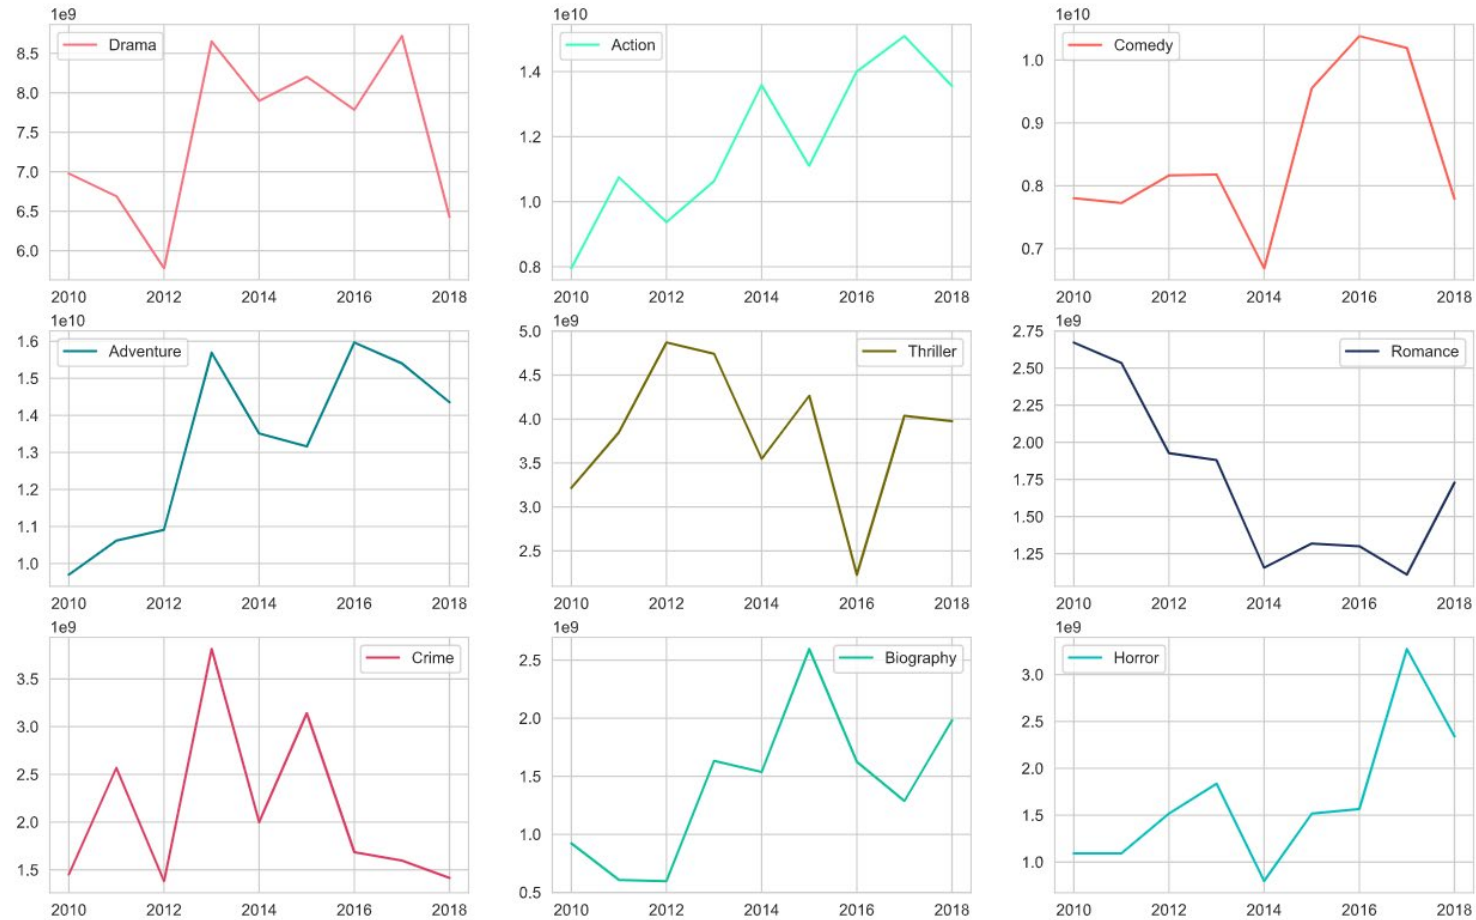 1e9
Drama
8.5
8.0
7.5
7.0
6.5
6.0
2010 2012 2014 2016 2018
1e10
Action
1.4
1.2
1.0
0.8
2010 2012 2014 2016 2018
1e10
Comedy
1.0
0.9
0.8
0.7
2010 2012 2014 2016 2018
1e10
Adventure
1.6
1.5
1.4
1.3
1.2
1.1
1.0
2010 2012 2014 2016 2018
1e9
Thriller
5.0
4.5
4.0
3.5
3.0
2.5
2010 2012 2014 2016 2018
1e9
Romance
2.75
2.50
2.25
2.00
1.75
1.50
1.25
2010 2012 2014 2016 2018
1e9
Crime
3.5
3.0
2.5
2.0
1.5
2010 2012 2014 2016 2018
1e9
Biography
2.5
2.0
1.5
1.0
0.5
2010 2012 2014 2016 2018
1e9
Horror
3.0
2.5
2.0
1.5
1.0
2010 2012 2014 2016 2018